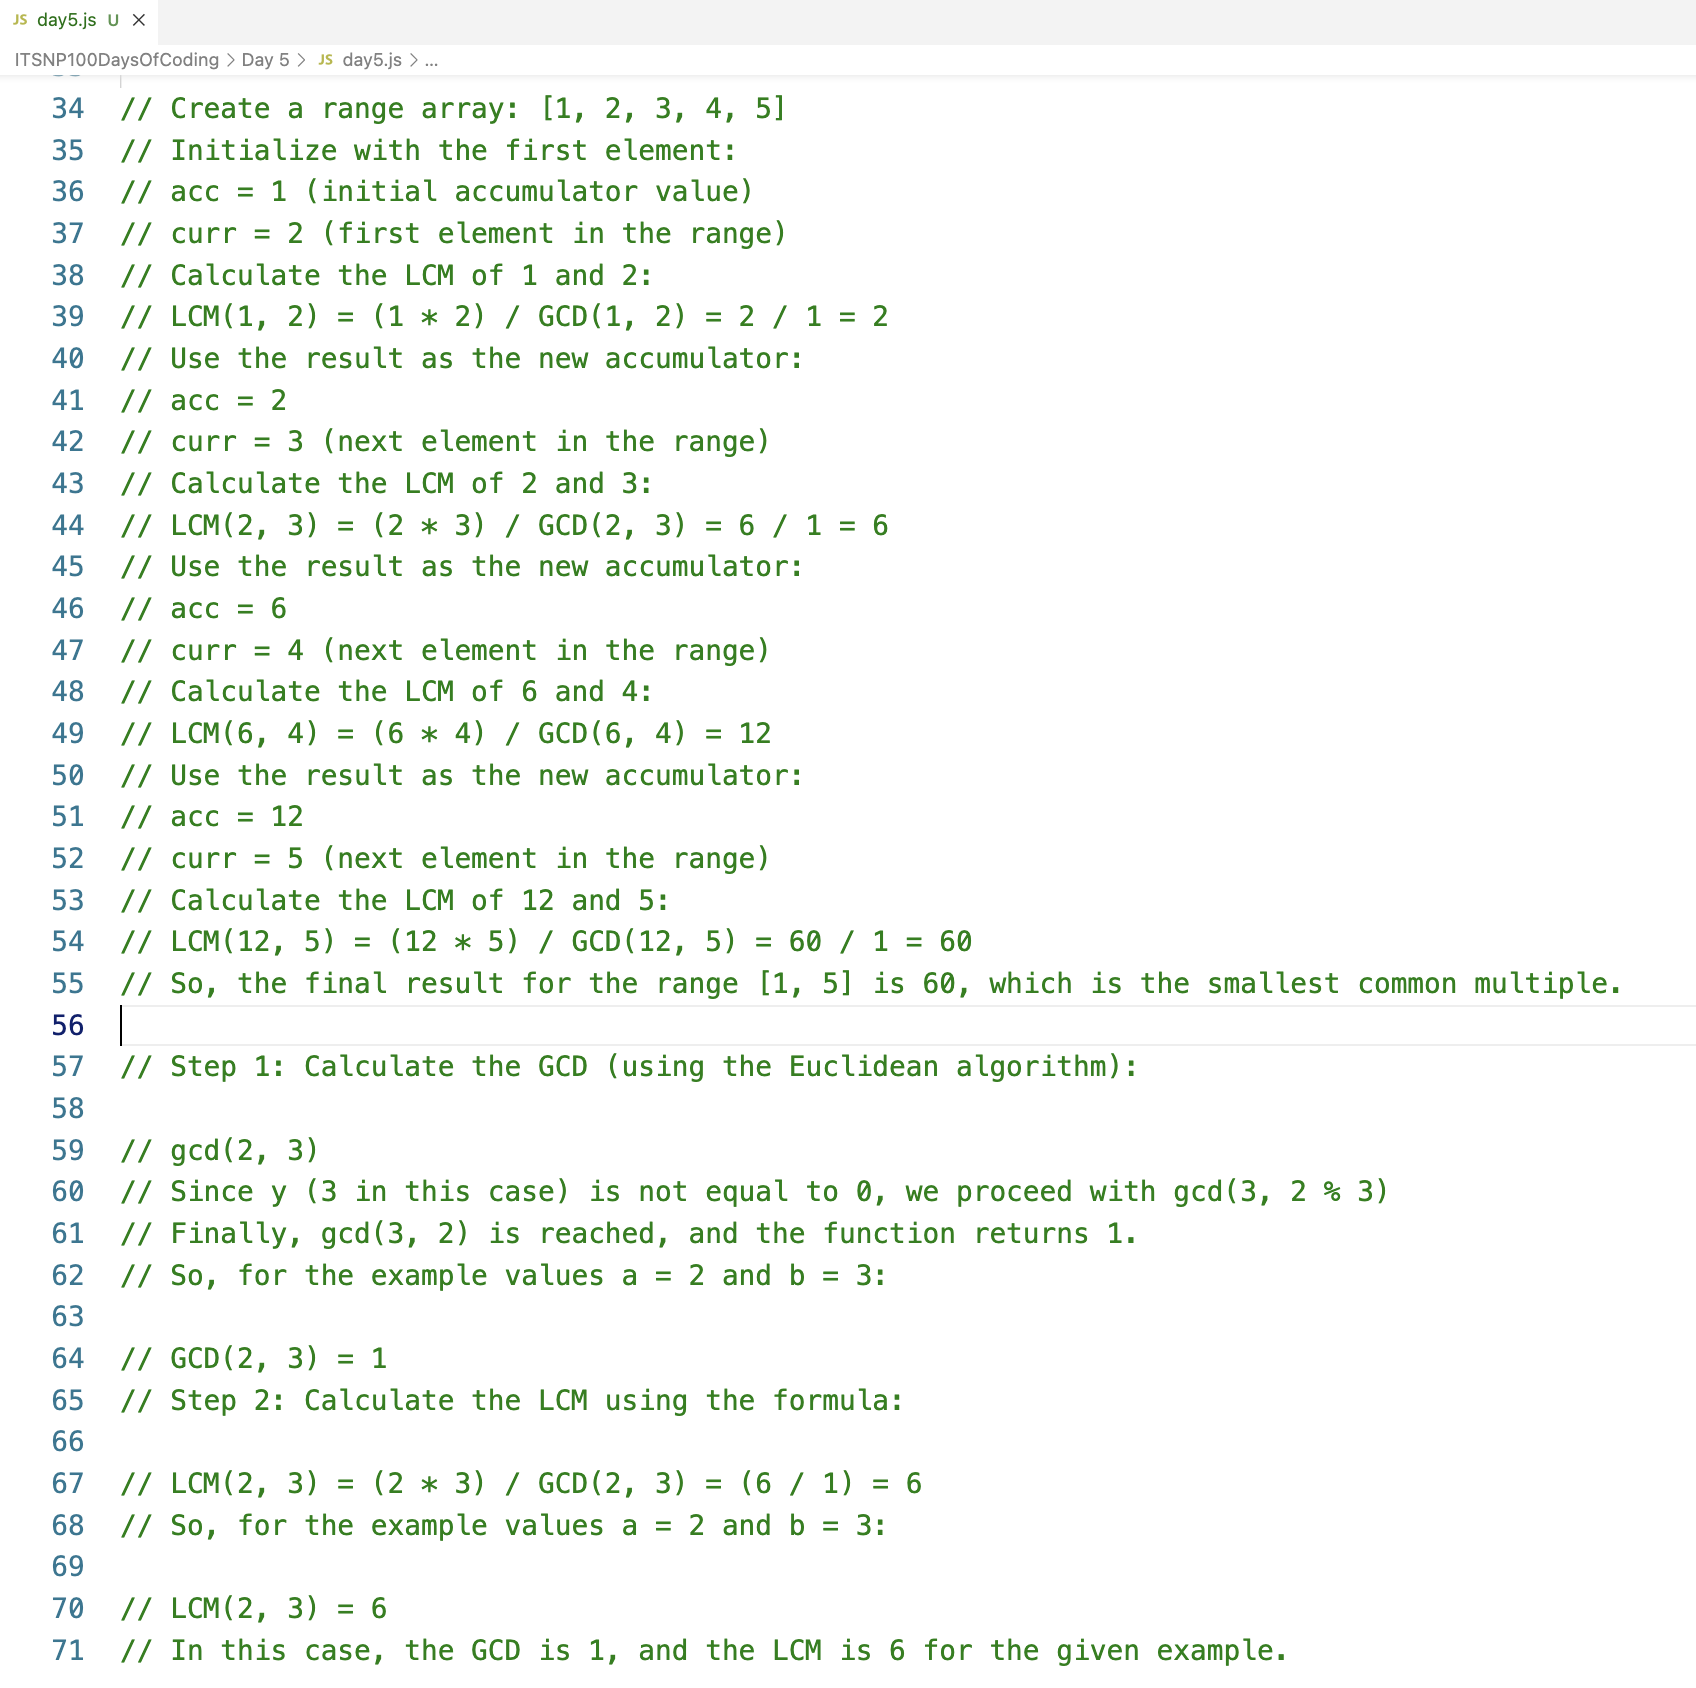 JS day5.js U ×
ITSNP100DaysOfCoding > Day 5 > JS day5.js > ...
34 // Create a range array: [1, 2, 3, 4, 5]
35 // Initialize with the first element:
36 // acc = 1 (initial accumulator value)
37 // curr = 2 (first element in the range)
38 // Calculate the LCM of 1 and 2:
39 // LCM(1, 2) = (1 * 2) / GCD(1, 2) = 2 / 1 = 2
40 // Use the result as the new accumulator:
41 // acc = 2
42 // curr = 3 (next element in the range)
43 // Calculate the LCM of 2 and 3:
44 // LCM(2, 3) = (2 * 3) / GCD(2, 3) = 6 / 1 = 6
45 // Use the result as the new accumulator:
46 // acc = 6
47 // curr = 4 (next element in the range)
48 // Calculate the LCM of 6 and 4:
49 // LCM(6, 4) = (6 * 4) / GCD(6, 4) = 12
50 // Use the result as the new accumulator:
51 // acc = 12
52 // curr = 5 (next element in the range)
53 // Calculate the LCM of 12 and 5:
54 // LCM(12, 5) = (12 * 5) / GCD(12, 5) = 60 / 1 = 60
55 // So, the final result for the range [1, 5] is 60, which is the smallest common multiple.
56
57 // Step 1: Calculate the GCD (using the Euclidean algorithm):
58
59 // gcd(2, 3)
60 // Since y (3 in this case) is not equal to 0, we proceed with gcd(3, 2 % 3)
61 // Finally, gcd(3, 2) is reached, and the function returns 1.
62 // So, for the example values a = 2 and b = 3:
63
64 // GCD(2, 3) = 1
65 // Step 2: Calculate the LCM using the formula:
66
67 // LCM(2, 3) = (2 * 3) / GCD(2, 3) = (6 / 1) = 6
68 // So, for the example values a = 2 and b = 3:
69
70 // LCM(2, 3) = 6
71 // In this case, the GCD is 1, and the LCM is 6 for the given example.